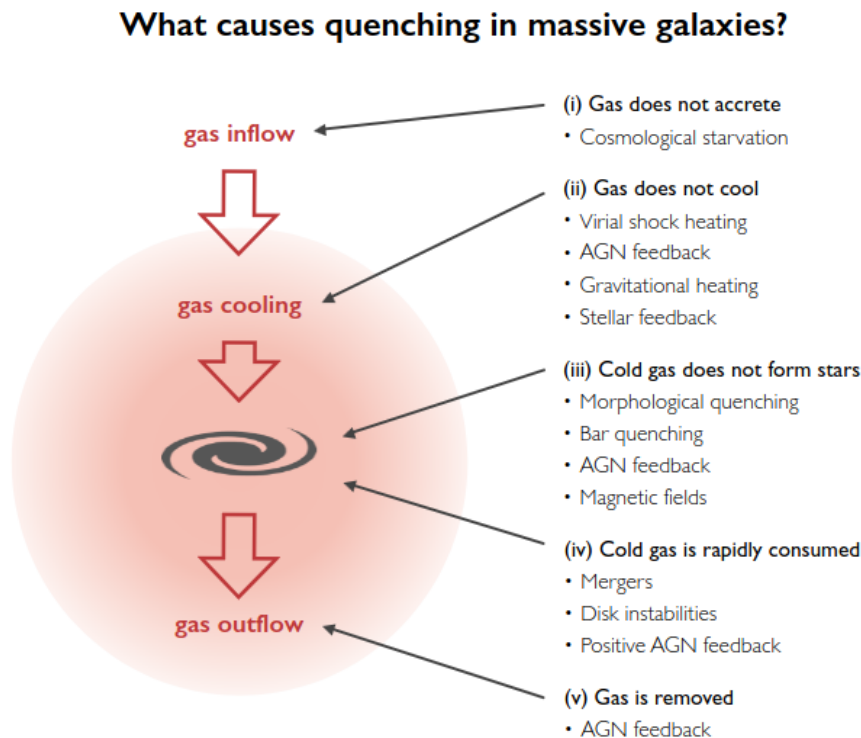 What causes quenching in massive galaxies?
gas inflow
gas cooling
gas outflow
(i) Gas does not accrete
• Cosmological starvation
(ii) Gas does not cool
• Virial shock heating
• AGN feedback
• Gravitational heating
• Stellar feedback
(iii) Cold gas does not form stars
• Morphological quenching
• Bar quenching
• AGN feedback
• Magnetic fields
(iv) Cold gas is rapidly consumed
• Mergers
• Disk instabilities
• Positive AGN feedback
(v) Gas is removed
• AGN feedback